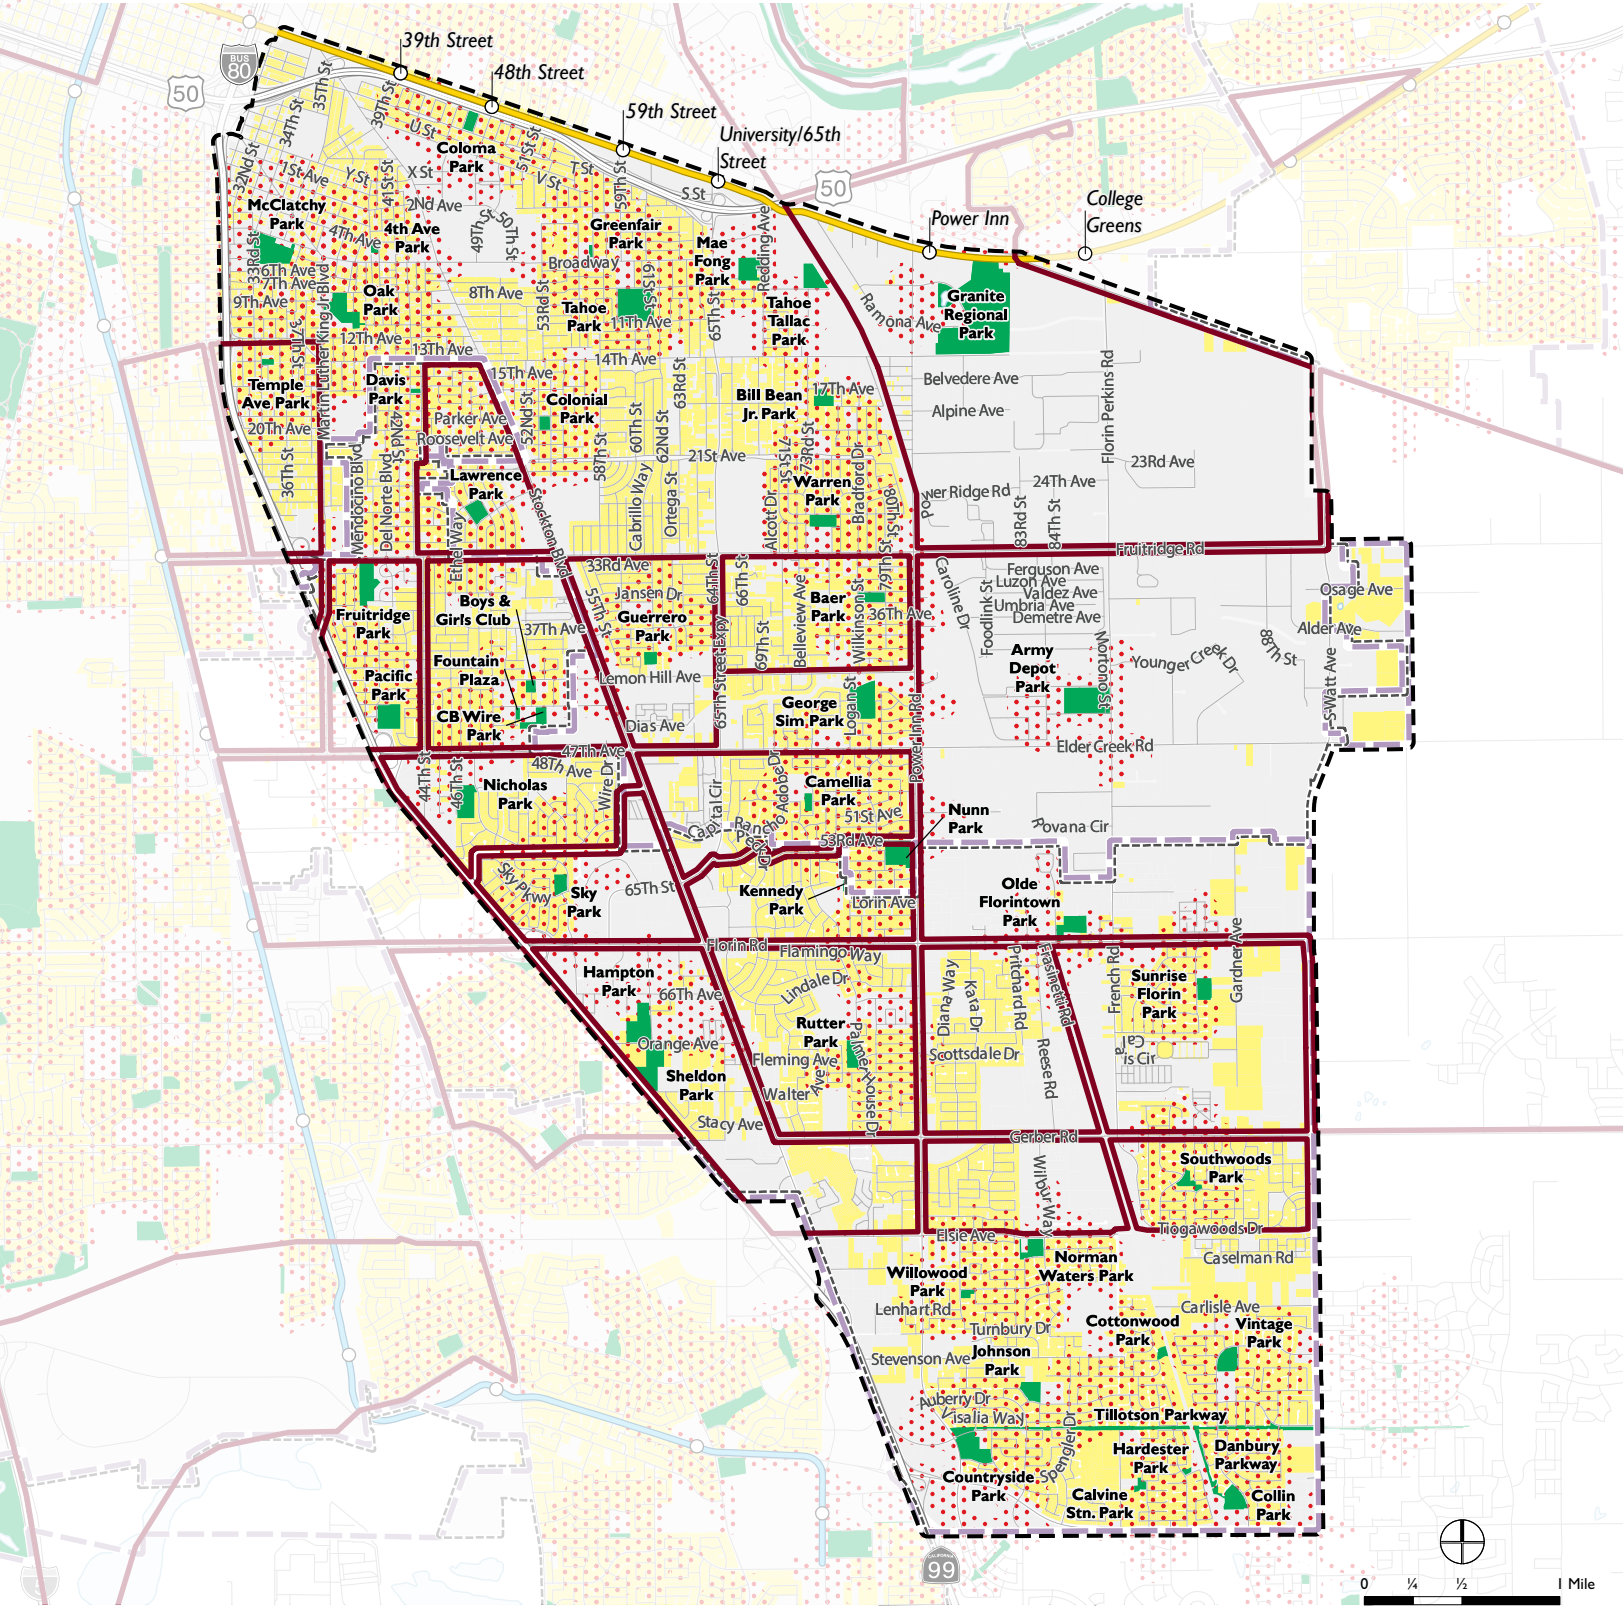 39th Street
48th Street
59th Street
University/65th
Street
Power Inn
College
Greens
BUS
80
50
50
35Th St
34Th St
39Th St
U St
Coloma
Park
51St St
T St
V St
59Th St
S St
32Nd St
1St Ave
Y St
X St
41St St
2Nd Ave
McClatchy
Park
4Th Ave
4th Ave
Park
49Th St
50Th St
Greenfair
Park
Broadway
Mae
Fong
Park
Redding Ave
33Rd St
6Th Ave
7Th Ave
9Th Ave
Oak
Park
8Th Ave
53Rd St
Tahoe
Park
61St St
11Th Ave
65Th St
Tahoe
Tallac
Park
Ramona Ave
Granite
Regional
Park
37Th St
Martin Luther King Jr Blvd
12Th Ave
13Th Ave
14Th Ave
15Th Ave
Temple
Ave Park
Davis
Park
20Th Ave
42Nd St
Parker Ave
Roosevelt Ave
52Nd St
Colonial
Park
58Th St
60Th St
62Nd St
63Rd St
Bill Bean
Jr. Park
17Th Ave
Belvedere Ave
Alpine Ave
Florin Perkins Rd
23Rd Ave
24Th Ave
36Th St
Mendocino Blvd
Del Norte Blvd
Lawrence
Park
Ethel Way
Stockton Blvd
Cabrillo Way
Ortega St
21St Ave
71St St
73Rd St
Warren
Park
Alcott Dr
Bradford Dr
80Th St
wer Ridge Rd
83Rd St
84Th St
Fruitridge Rd
33Rd Ave
64Th St
66Th St
79Th St
Ferguson Ave
Luzon Ave
Valdez Ave
Umbria Ave
Demetre Ave
Osage Ave
Alder Ave
Fruitridge
Park
Boys &
Girls Club
37Th Ave
55Th St
Jansen Dr
Guerrero
Park
Baer
Park
36Th Ave
Belleview Ave
Wilkinson St
69Th St
Caroline Dr
Foodlink St
Army
Depot
Park
Morton St
Younger Creek Dr
88Th St
S Watt Ave
Pacific
Park
Fountain
Plaza
CB Wire
Park
Lemon Hill Ave
65Th Street Expy
Dias Ave
George
Sim Park
Logan St
Power Inn Rd
Elder Creek Rd
47Th Ave
48Th Ave
44Th St
46Th St
Nicholas
Park
Wire Dr
Capital Cir
Rancho Adobe Dr
Peck Dr
Camellia
Park
51St Ave
53Rd Ave
Nunn
Park
Rovana Cir
Sky Pkwy
Sky
Park
65Th St
Kennedy
Park
Lorin Ave
Olde
Florintown
Park
Florin Rd
Flamingo Way
Hampton
Park
66Th Ave
Lindale Dr
Diana Way
Kara Dr
Pritchard Rd
Frasinetti Rd
French Rd
Sunrise
Florin
Park
Gardner Ave
Orange Ave
Rutter
Park
Fleming Ave
Palmer House Dr
Scottsdale Dr
Reese Rd
Sheldon
Park
Walter Ave
Stacy Ave
Gerber Rd
Wilbur Way
Southwoods
Park
Elsie Ave
Tiogawoods Dr
Caselman Rd
Willowood
Park
Norman
Waters Park
Lenhart Rd
Turnbury Dr
Cottonwood
Park
Carlisle Ave
Vintage
Park
Stevenson Ave
Johnson
Park
Auberry Dr
Visalia Way
Tillotson Parkway
Spengler Dr
Hardester
Park
Danbury
Parkway
Countryside
Park
Calvine
Stn. Park
Collin
Park
CALIFORNIA
99
0 ¼ ½ 1 Mile